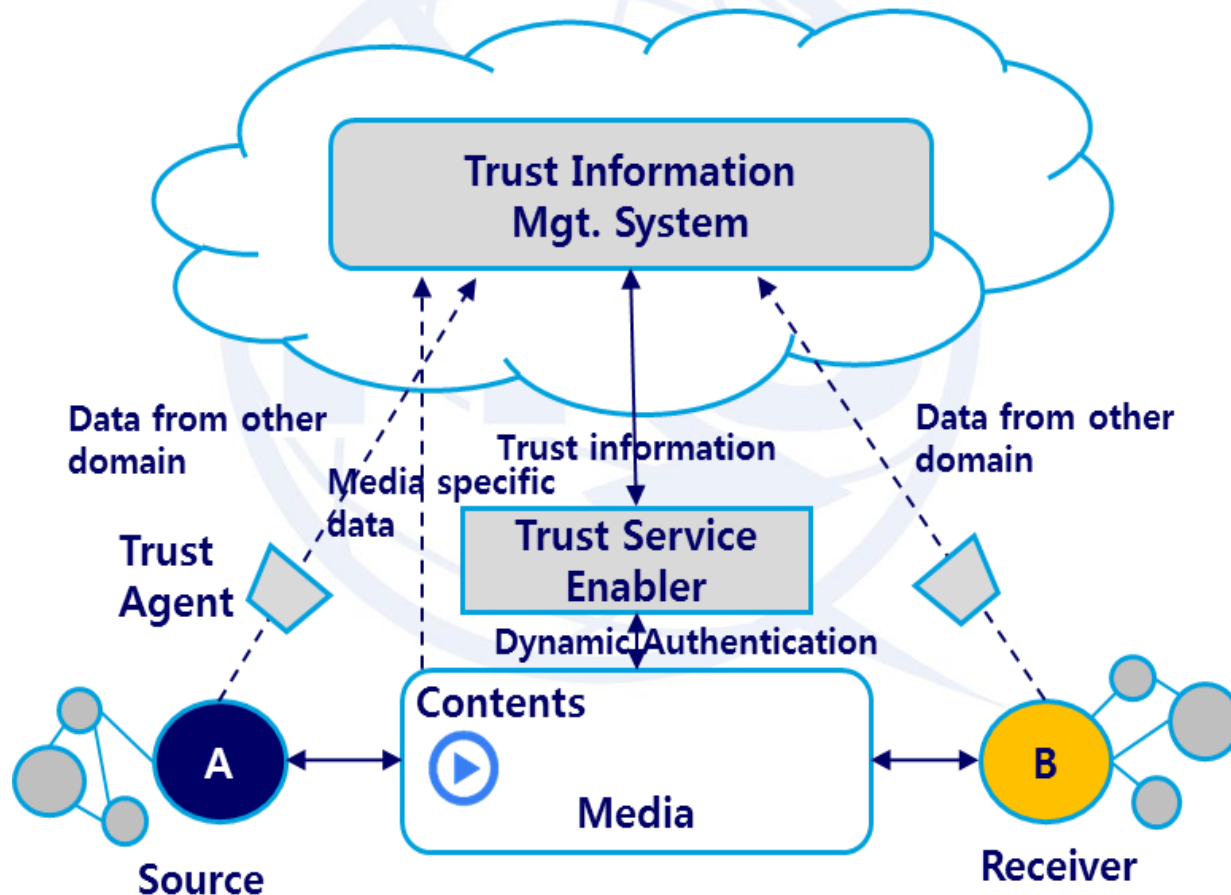 Trust Information
Mgt. System
Data from other
domain
Trust information
Data from other
domain
Media specific
data
Trust
Agent
Trust Service
Enabler
Dynamic Authentication
Contents
A
Media
B
Source
Receiver